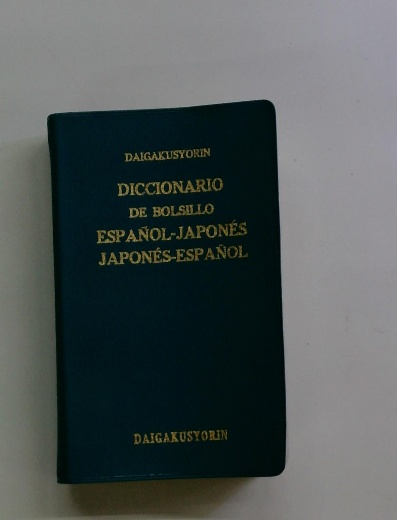 DAIGAKUSYORIN
DICCIONARIO
DE BOLSILLO
ESPAÑOL-JAPONÉS
JAPONÉS-ESPAÑOL
DAIGAKUSYORIN